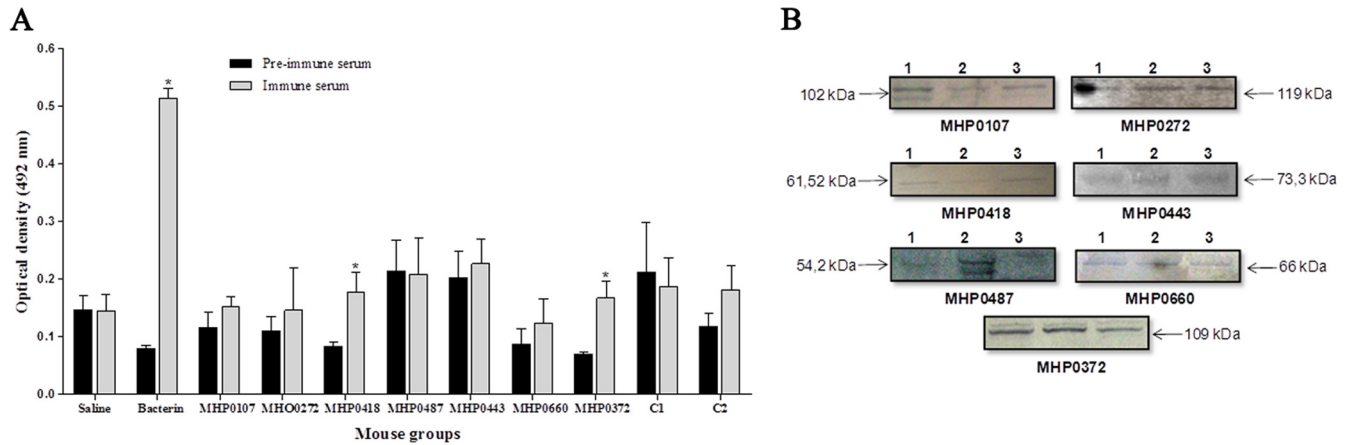 A
Optical density (492 nm)
0.6
0.5
0.4
0.3
0.2
0.1
0.0
Pre-immune serum
Immune serum
*
*
*
Saline Bacterin MHP0107 MHO0272 MHP0418 MHP0487 MHP0443 MHP0660 MHP0372 C1 C2
Mouse groups
B
1 2 3
102 kDa
MHP0107
1 2 3
119 kDa
MHP0272
1 2 3
61,52 kDa
MHP0418
1 2 3
73,3 kDa
MHP0443
1 2 3
54,2 kDa
MHP0487
1 2 3
66 kDa
MHP0660
109 kDa
MHP0372